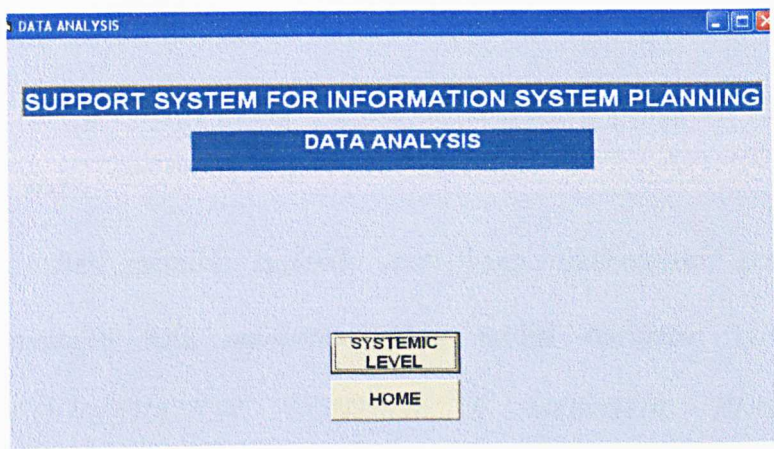 DATA ANALYSIS
SUPPORT SYSTEM FOR INFORMATION SYSTEM PLANNING
DATA ANALYSIS
SYSTEMIC
LEVEL
HOME